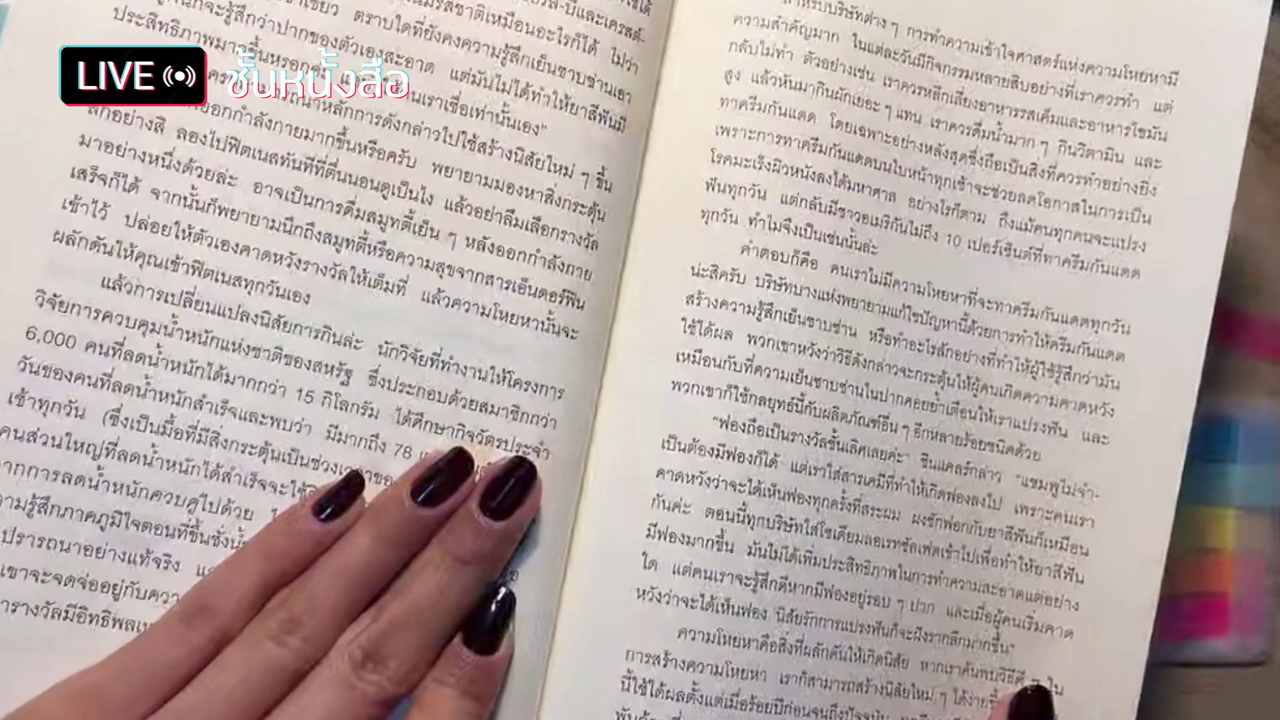 LIVE
ชั้นหนั้งสือ
ประสิทธิภาพมากขึ้นหรอกค่ะ
คนเราเชื่อเท่านั้นเอง"
สักอย่างสิ ลองไปฟิตเนสทันทีที่ตื่นนอนดูเป็นไง แล้วอย่าลืมเลือกรางวัล
มาอย่างหนึ่งด้วยล่ะ อาจเป็นการดื่มสมูทตี้เย็น ๆ หลังออกกำลังกาย
เสร็จก็ได้ จากนั้นก็พยายามนึกถึงสมูทตี้หรือความสุขจากสารเอ็นดอร์ฟิน
เข้าไว้ ปล่อยให้ตัวเองคาดหวังรางวัลให้เต็มที่ แล้วความโหยหานั้นจะ
ผลักดันให้คุณเข้าฟิตเนสทุกวันเอง
แล้วการเปลี่ยนแปลงนิสัยการกินล่ะ นักวิจัยที่ทำงานให้โครงการ
วิจัยการควบคุมน้ำหนักแห่งชาติของสหรัฐ ซึ่งประกอบด้วยสมาชิกกว่า
6,000 คนที่ลดน้ำหนักได้มากกว่า 15 กิโลกรัม ได้ศึกษากิจวัตรประจำ
วันของคนที่ลดน้ำหนักสำเร็จและพบว่า มีมากถึง 78
เช้าทุกวัน (ซึ่งเป็นมื้อที่มีสิ่งกระตุ้นเป็นช่วงเวลาของ
คนส่วนใหญ่ที่ลดน้ำหนักได้สำเร็จจะใช้
จากการลดน้ำหนักควบคู่ไปด้วย
ความรู้สึกภาคภูมิใจตอนที่ขึ้นชั่งน้ำ
ปรารถนาอย่างแท้จริง
เขาจะจดจ่ออยู่กับควา
สำหรับบริษัทต่าง ๆ การทำความเข้าใจศาสตร์แห่งความโหยหามี
ความสำคัญมาก ในแต่ละวันมีกิจกรรมหลายสิบอย่างที่เราควรทำ แต่
กลับไม่ทำ ตัวอย่างเช่น เราควรหลีกเลี่ยงอาหารรสเค็มและอาหารไขมัน
สูง แล้วหันมากินผักเยอะ ๆ แทน เราควรดื่มน้ำมาก ๆ กินวิตามิน และ
ทาครีมกันแดด โดยเฉพาะอย่างหลังสุดซึ่งถือเป็นสิ่งที่ควรทำอย่างยิ่ง
เพราะการทาครีมกันแดดบนใบหน้าทุกเช้าจะช่วยลดโอกาสในการเป็น
โรคมะเร็งผิวหนังลงได้มหาศาล อย่างไรก็ตาม ถึงแม้คนทุกคนจะแปรง
ฟันทุกวัน แต่กลับมีชาวอเมริกันไม่ถึง 10 เปอร์เซ็นต์ที่ทาครีมกันแดด
ทุกวัน ทำไมจึงเป็นเช่นนั้นล่ะ
คำตอบก็คือ คนเราไม่มีความโหยหาที่จะทาครีมกันแดดทุกวัน
น่ะสิครับ บริษัทบางแห่งพยายามแก้ไขปัญหานี้ด้วยการทำให้ครีมกันแดด
สร้างความรู้สึกเย็นซาบซ่าน หรือทำอะไรสักอย่างที่ทำให้ผู้ใช้รู้สึกว่ามัน
ใช้ได้ผล พวกเขาหวังว่าวิธีดังกล่าวจะกระตุ้นให้ผู้คนเกิดความคาดหวัง
เหมือนกับที่ความเย็นซาบซ่านในปากคอยย้ำเตือนให้เราแปรงฟัน และ
พวกเขาก็ใช้กลยุทธ์นี้กับผลิตภัณฑ์อื่น ๆ อีกหลายร้อยชนิดด้วย
"ฟองถือเป็นรางวัลชั้นเลิศเลยค่ะ" ซินแคลร์กล่าว "แชมพูไม่จำ-
เป็นต้องมีฟองก็ได้ แต่เราใส่สารเคมีที่ทำให้เกิดฟองลงไป เพราะคนเรา
คาดหวังว่าจะได้เห็นฟองทุกครั้งที่สระผม ผงซักฟอกกับยาสีฟันก็เหมือน
กันค่ะ ตอนนี้ทุกบริษัทใส่โซเดียมลอเรทซัลเฟตเข้าไปเพื่อทำให้ยาสีฟัน
มีฟองมากขึ้น มันไม่ได้เพิ่มประสิทธิภาพในการทำความสะอาดแต่อย่าง
ใด แต่คนเราจะรู้สึกดีหากมีฟองอยู่รอบ ๆ ปาก และเมื่อผู้คนเริ่มคาด
หวังว่าจะได้เห็นฟอง นิสัยรักการแปรงฟันก็จะฝังรากลึกมากขึ้น"
ความโหยหาคือสิ่งที่ผลักดันให้เกิดนิสัย หากเราค้นพบวิธีดี ๆ ใน
การสร้างความโหยหา เราก็สามารถสร้างนิสัยใหม่ ๆ ได้ง่ายขึ้น
นี้ใช้ได้ผลตั้งแต่เมื่อร้อยปีก่อนจนถึงปัจจุบัน